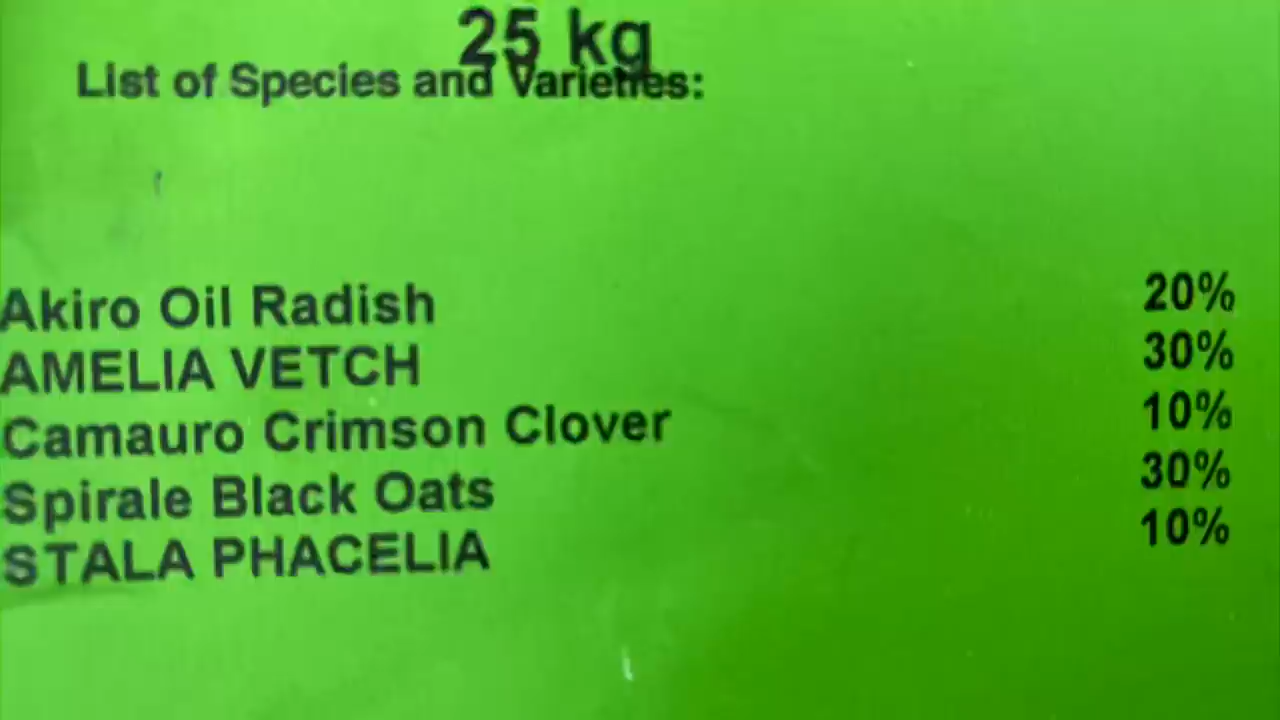 25 kg
List of Species and Varieties:
Akiro Oil Radish 20%
AMELIA VETCH 30%
Camauro Crimson Clover 10%
Spirale Black Oats 30%
STALA PHACELIA 10%